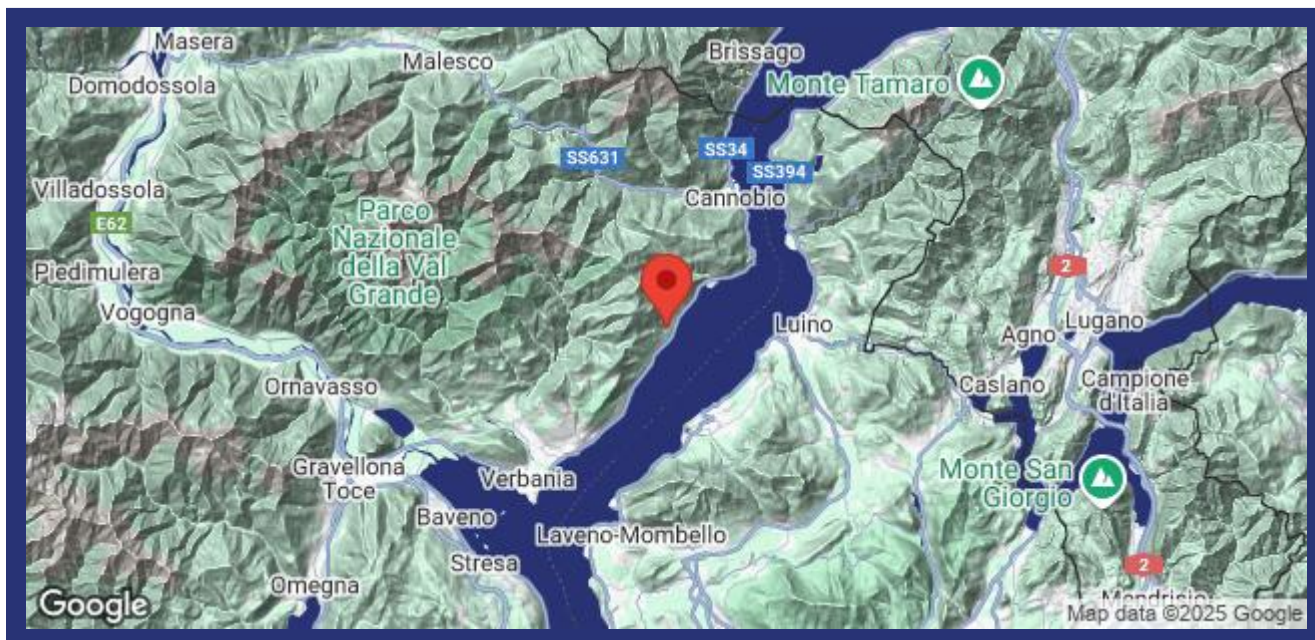 Masera
Domodossola
Malesco
Brissago
Monte Tamaro
SS34
SS631
SS394
Villadossola
Cannobio
E62
Parco
Nazionale
della Val
Grande
Piedimulera
2
Vogogna
Luino
Agno
Lugano
Ornavasso
Caslano
Campione
d'Italia
Gravellona
Toce
Verbania
Monte San
Giorgio
Baveno
Laveno-Mombello
Stresa
2
Omegna
Mendrisio
Google
Map data ©2025 Google